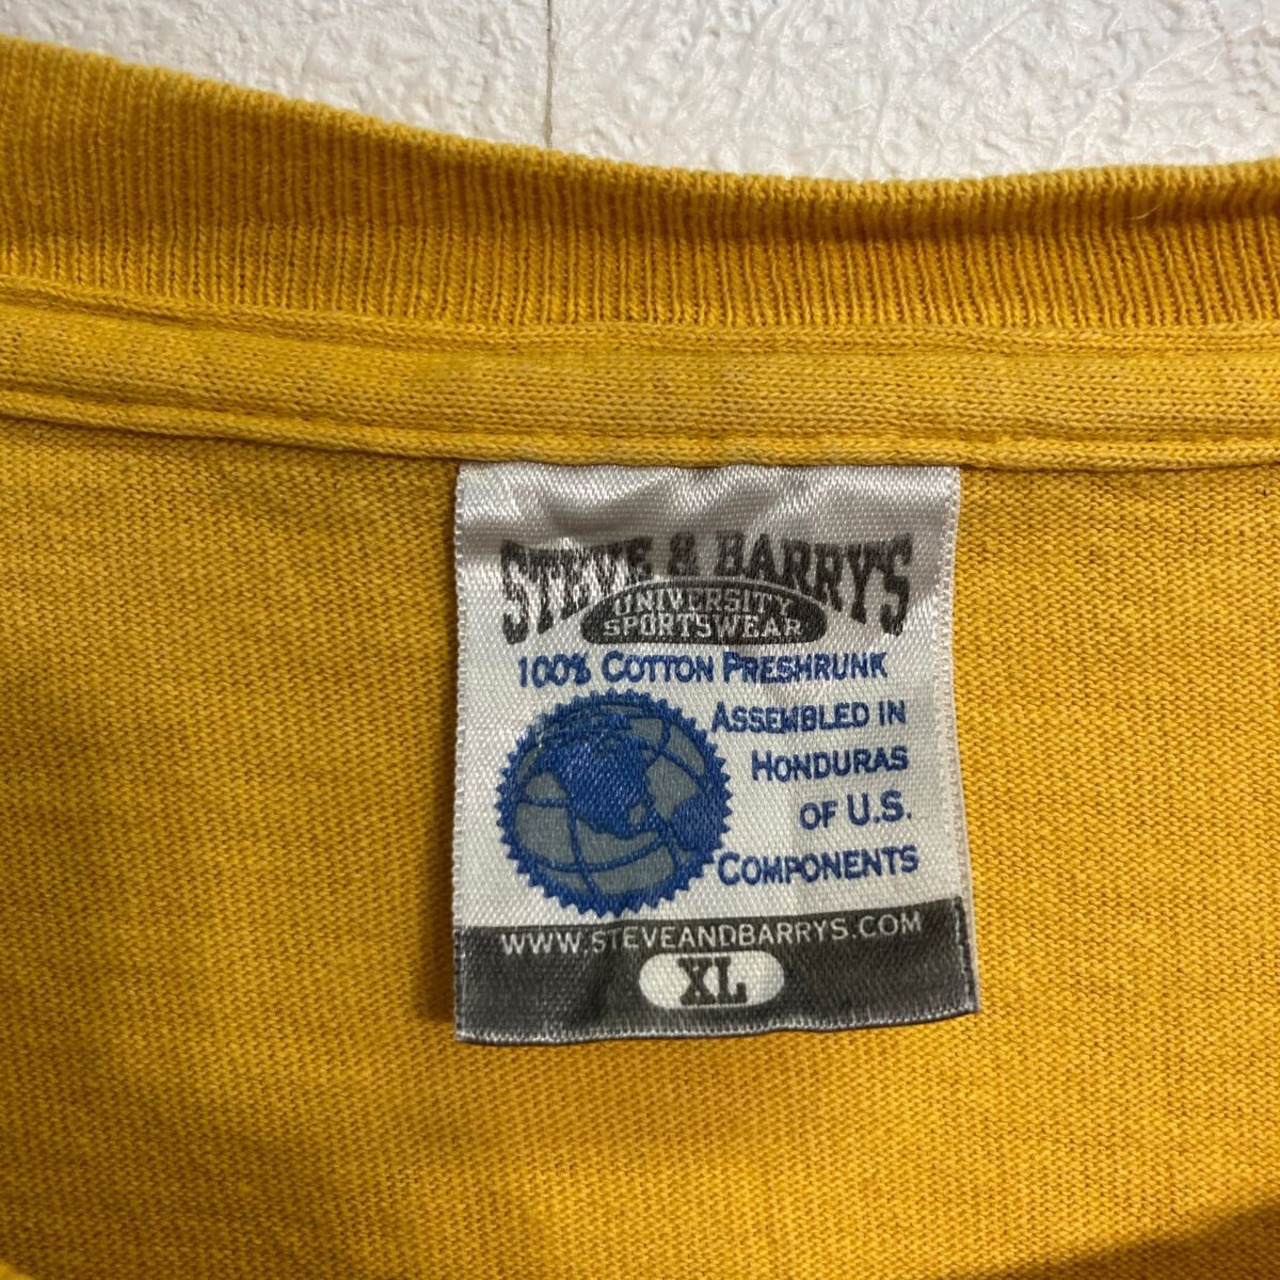 STEVE & BARRY'S
UNIVERSITY
SPORTSWEAR
100% COTTON PRESHRUNK
ASSEMBLED IN
HONDURAS
OF U.S.
COMPONENTS
WWW.STEVEANDBARRYS.COM
XL